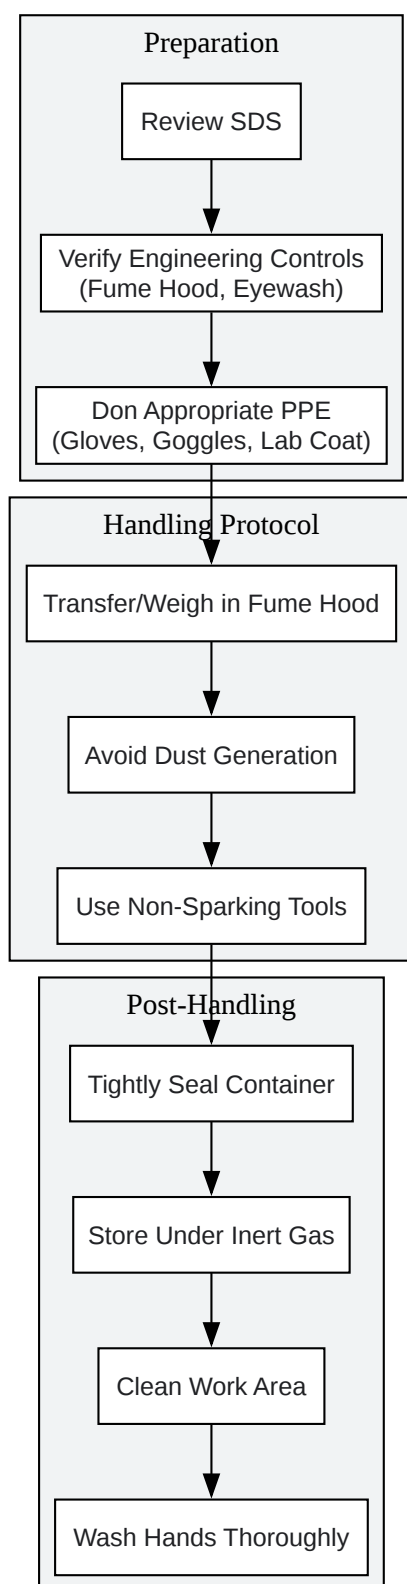 Preparation
Review SDS
Verify Engineering Controls
(Fume Hood, Eyewash)
Don Appropriate PPE
(Gloves, Goggles, Lab Coat)
Handling Protocol
Transfer/Weigh in Fume Hood
Avoid Dust Generation
Use Non-Sparking Tools
Post-Handling
Tightly Seal Container
Store Under Inert Gas
Clean Work Area
Wash Hands Thoroughly